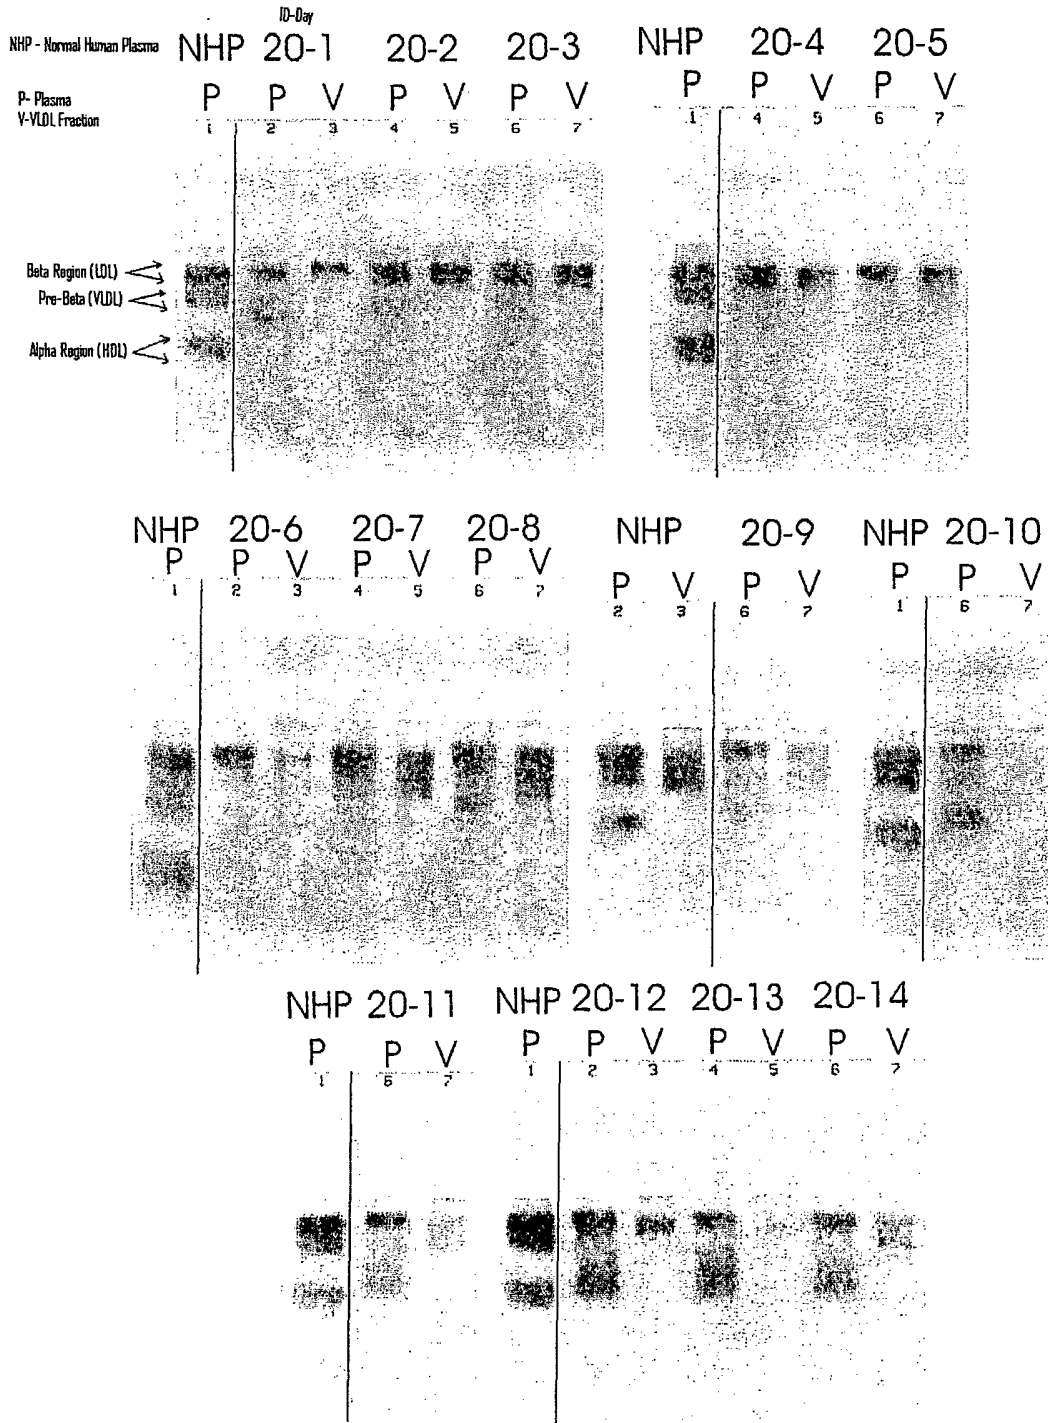 ID-Day
NHP - Normal Human Plasma
NHP 20-1 20-2 20-3
NHP 20-4 20-5
P- Plasma
V-VLDL Fraction
P P V P V P V
P P V P V
1 2 3 4 5 6 7
1 4 5 6 7
Beta Region (LDL)
Pre-Beta (VLDL)
Alpha Region (HDL)
NHP 20-6 20-7 20-8
P P V P V P V
1 2 3 4 5 6 7
NHP 20-9
P V P V
2 3 6 7
NHP 20-10
P P V
1 6 7
NHP 20-11
P P V
1 6 7
NHP 20-12 20-13 20-14
P P V P V P V
1 2 3 4 5 6 7